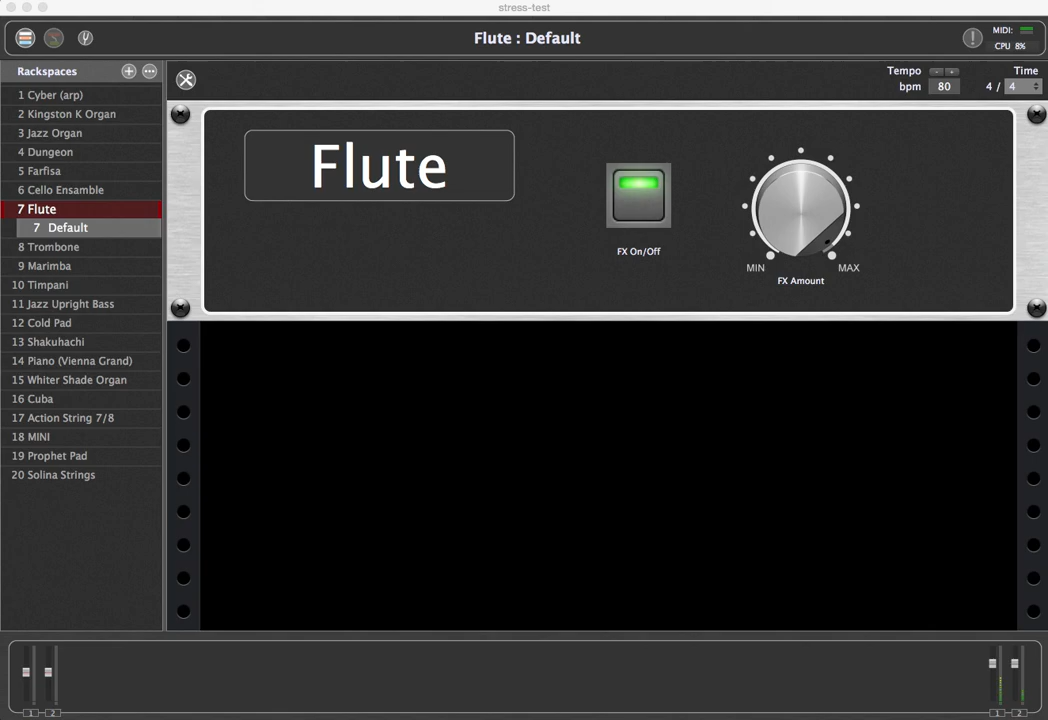 stress-test
Flute : Default
MIDI:
CPU 8%
Rackspaces
Tempo
Time
bpm
80
4 / 4
1 Cyber (arp)
2 Kingston K Organ
3 Jazz Organ
4 Dungeon
5 Farfisa
6 Cello Ensemble
7 Flute
7 Default
8 Trombone
9 Marimba
10 Timpani
11 Jazz Upright Bass
12 Cold Pad
13 Shakuhachi
14 Piano (Vienna Grand)
15 Whiter Shade Organ
16 Cuba
17 Action String 7/8
18 MINI
19 Prophet Pad
20 Solina Strings
Flute
FX On/Off
MIN
MAX
FX Amount
1
2
1
2